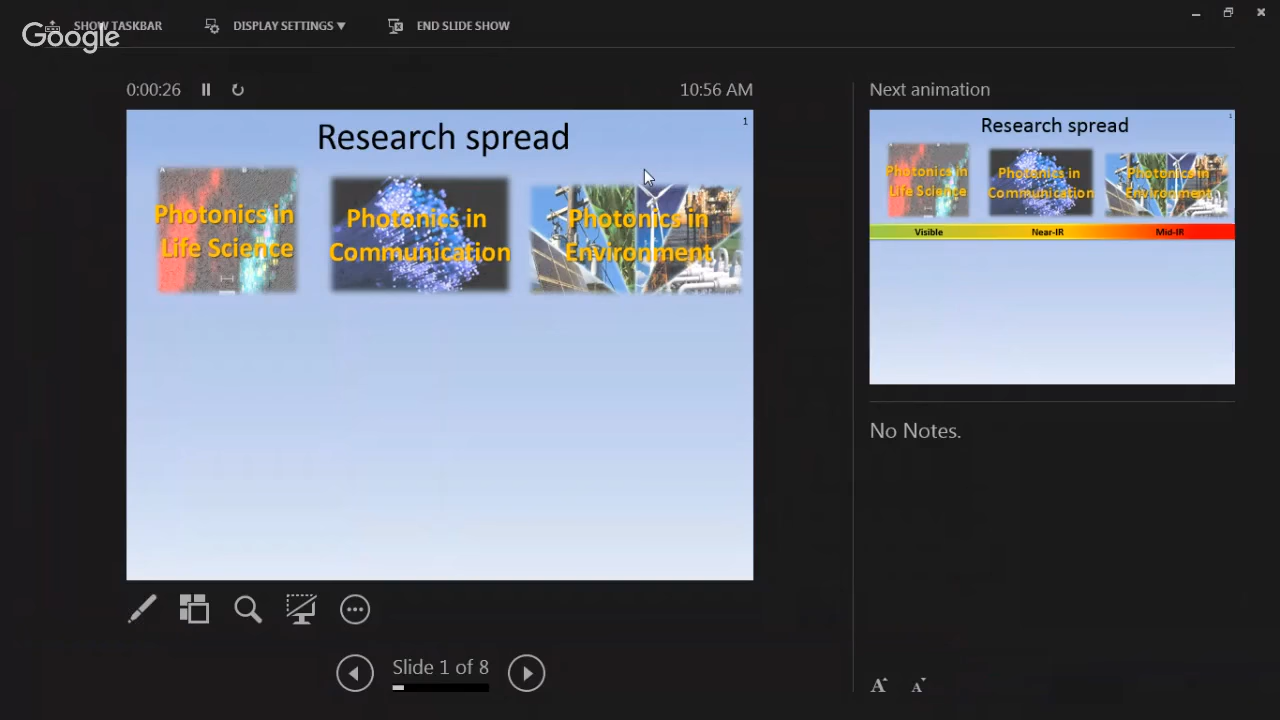 SHOW TASKBAR
DISPLAY SETTINGS
END SLIDE SHOW
Google
0:00:26
10:56 AM
Research spread
1
Photonics in
Life Science
Photonics in
Communication
Photonics in
Environment
Slide 1 of 8
Next animation
Research spread
1
Photonics in
Life Science
Photonics in
Communication
Photonics in
Environment
Visible
Near-IR
Mid-IR
No Notes.
A
A